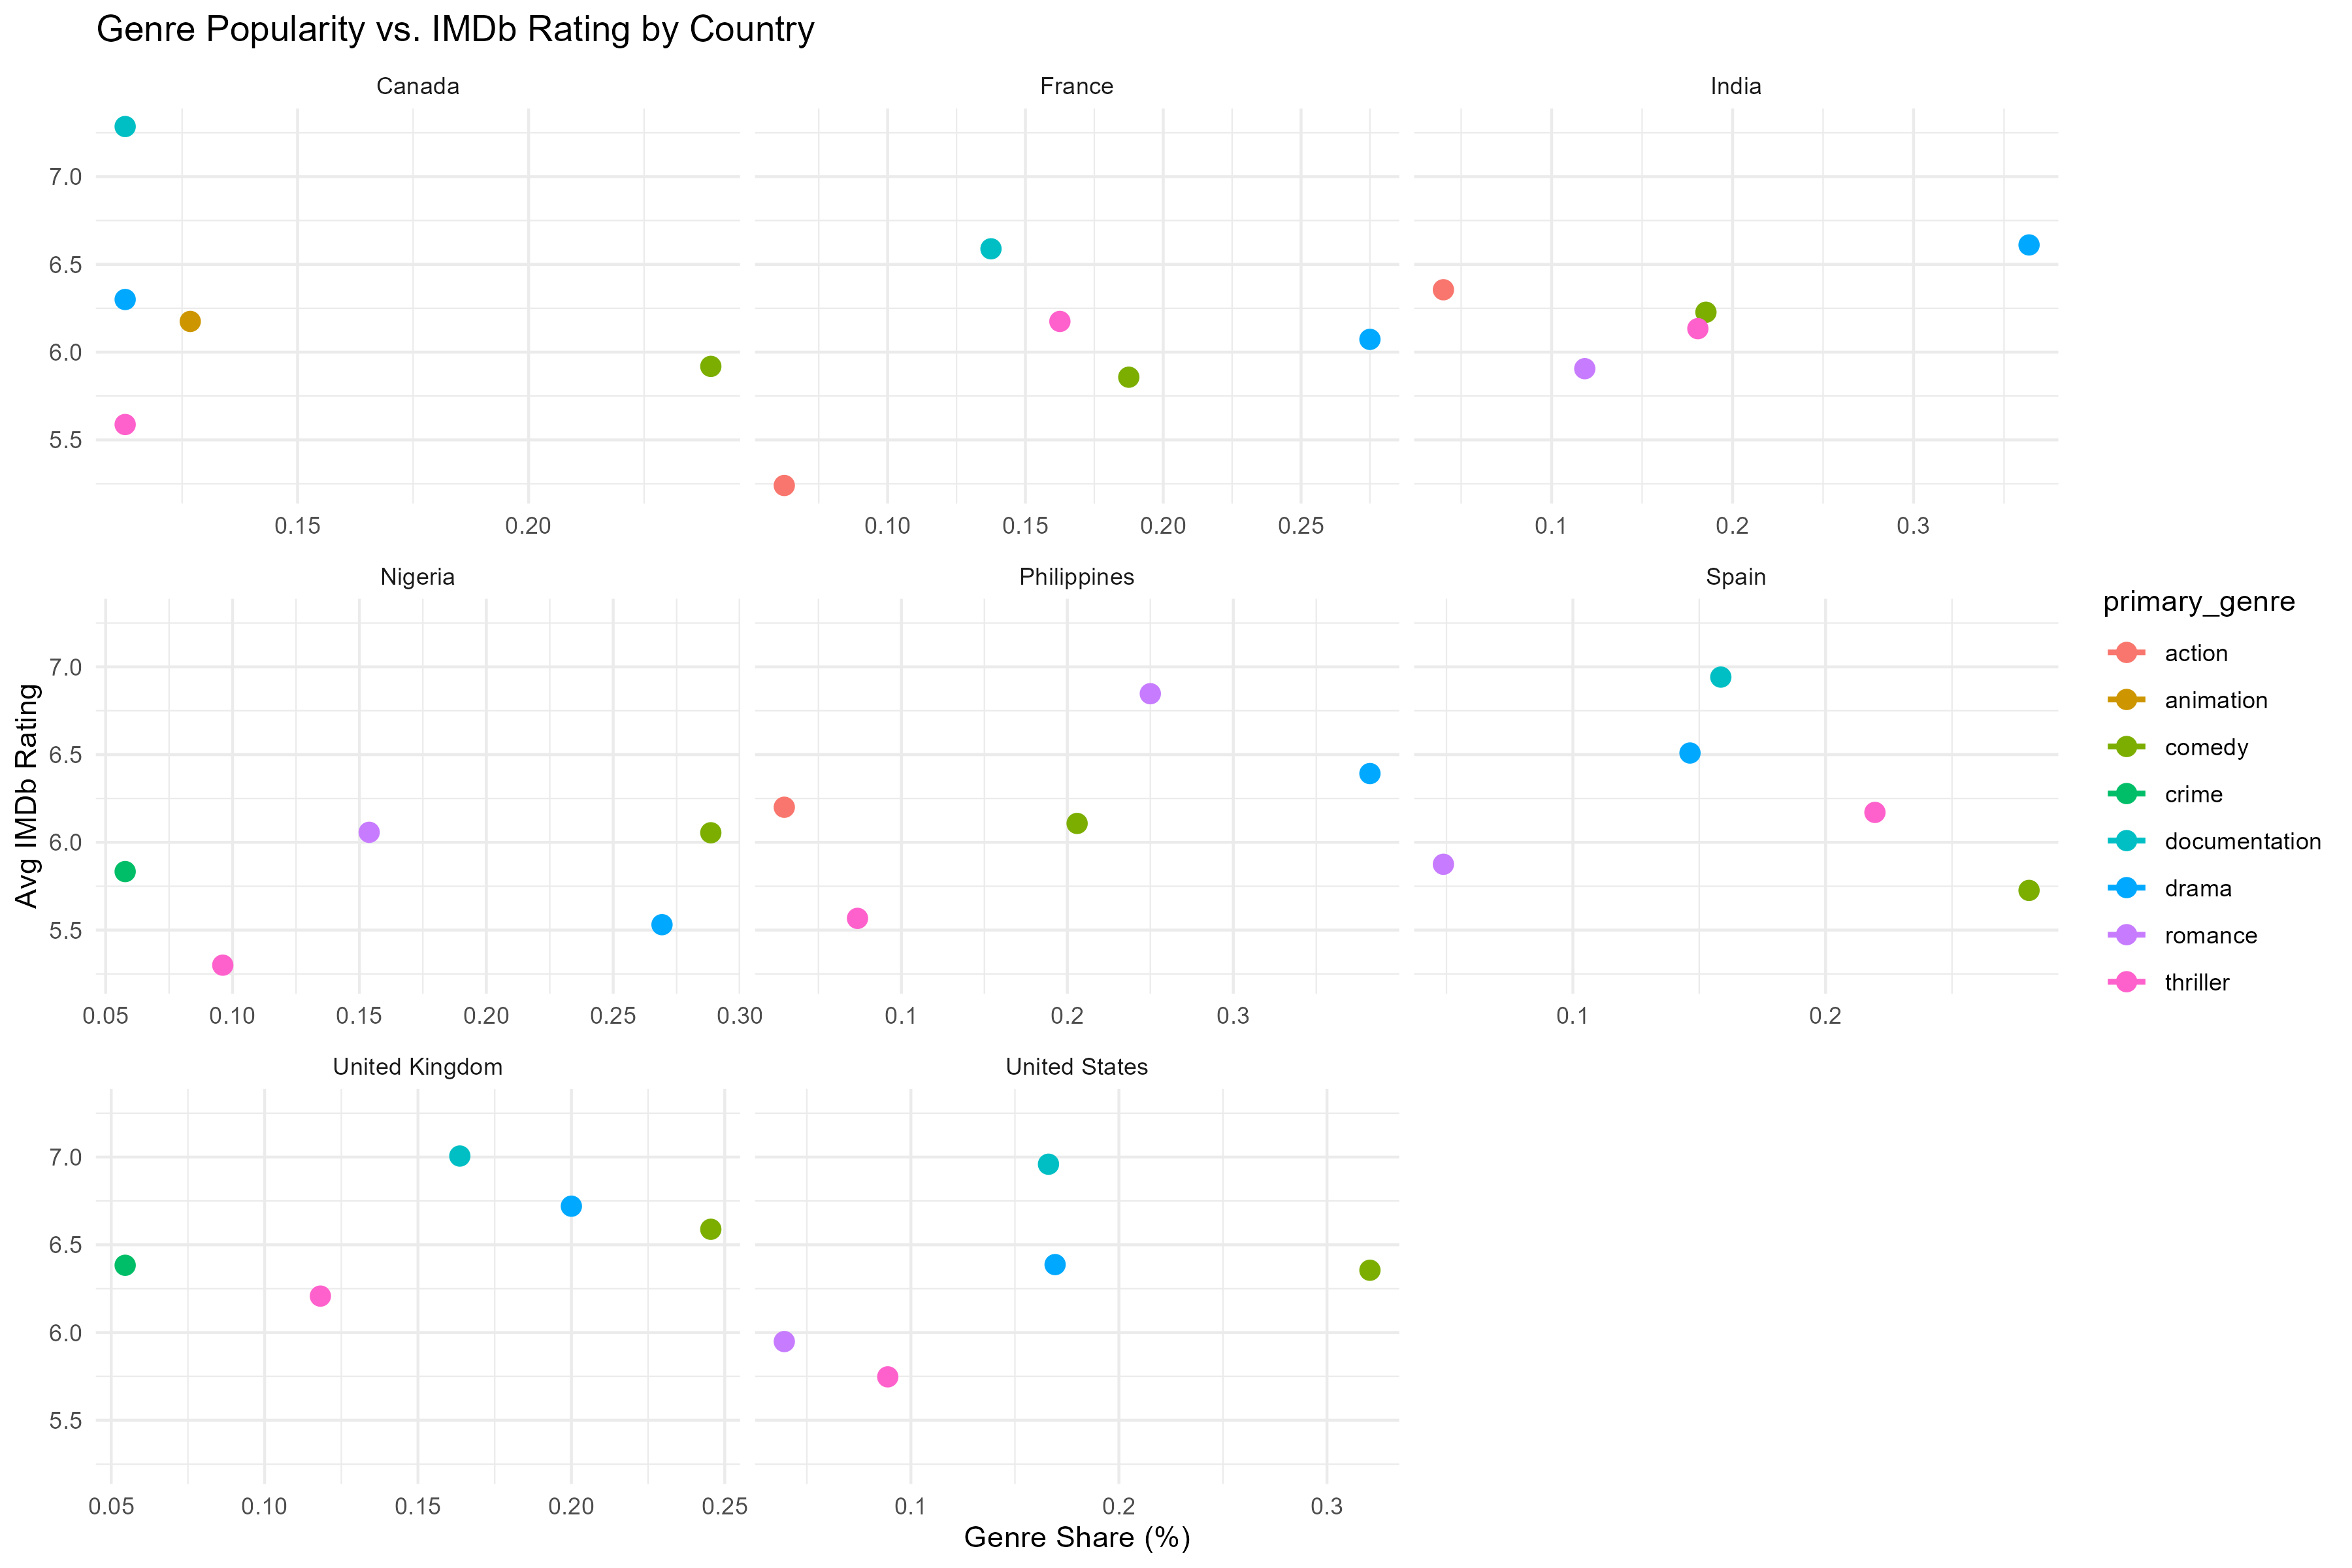 Genre Popularity vs. IMDb Rating by Country
Canada
France
India
7.0
6.5
6.0
5.5
0.15 0.20
0.10 0.15 0.20 0.25
0.1 0.2 0.3
Nigeria
Philippines
Spain
7.0
6.5
6.0
5.5
0.05 0.10 0.15 0.20 0.25 0.30
0.1 0.2 0.3
0.1 0.2
United Kingdom
United States
7.0
6.5
6.0
5.5
0.05 0.10 0.15 0.20 0.25
0.1 0.2 0.3
Avg IMDb Rating
Genre Share (%)
primary_genre
action
animation
comedy
crime
documentation
drama
romance
thriller